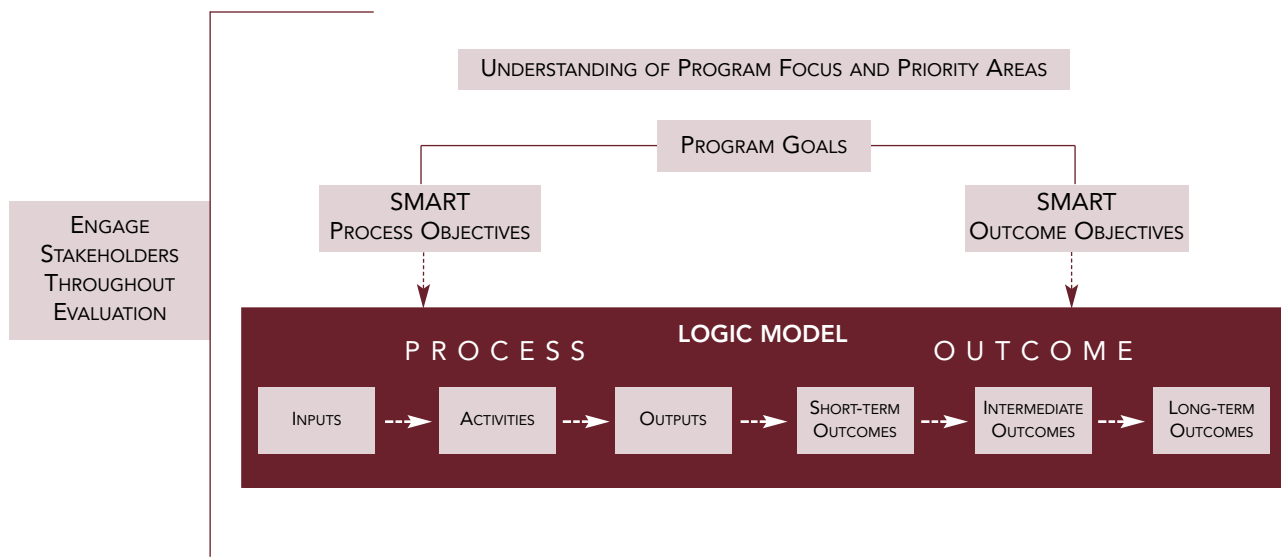 Understanding of Program Focus and Priority Areas
Program Goals
SMART
Process Objectives
SMART
Outcome Objectives
Engage
Stakeholders
Throughout
Evaluation
LOGIC MODEL
PROCESS
OUTCOME
Inputs
Activities
Outputs
Short-term
Outcomes
Intermediate
Outcomes
Long-term
Outcomes